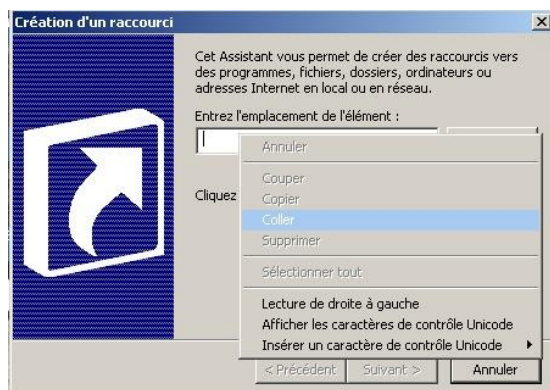 Création d'un raccourci
Cet Assistant vous permet de créer des raccourcis vers
des programmes, fichiers, dossiers, ordinateurs ou
adresses Internet en local ou en réseau.
Entrez l'emplacement de l'élément :
Annuler
Couper
Cliquez
Copier
Coller
Supprimer
Sélectionner tout
Lecture de droite à gauche
Afficher les caractères de contrôle Unicode
Insérer un caractère de contrôle Unicode
< Précédent Suivant > Annuler